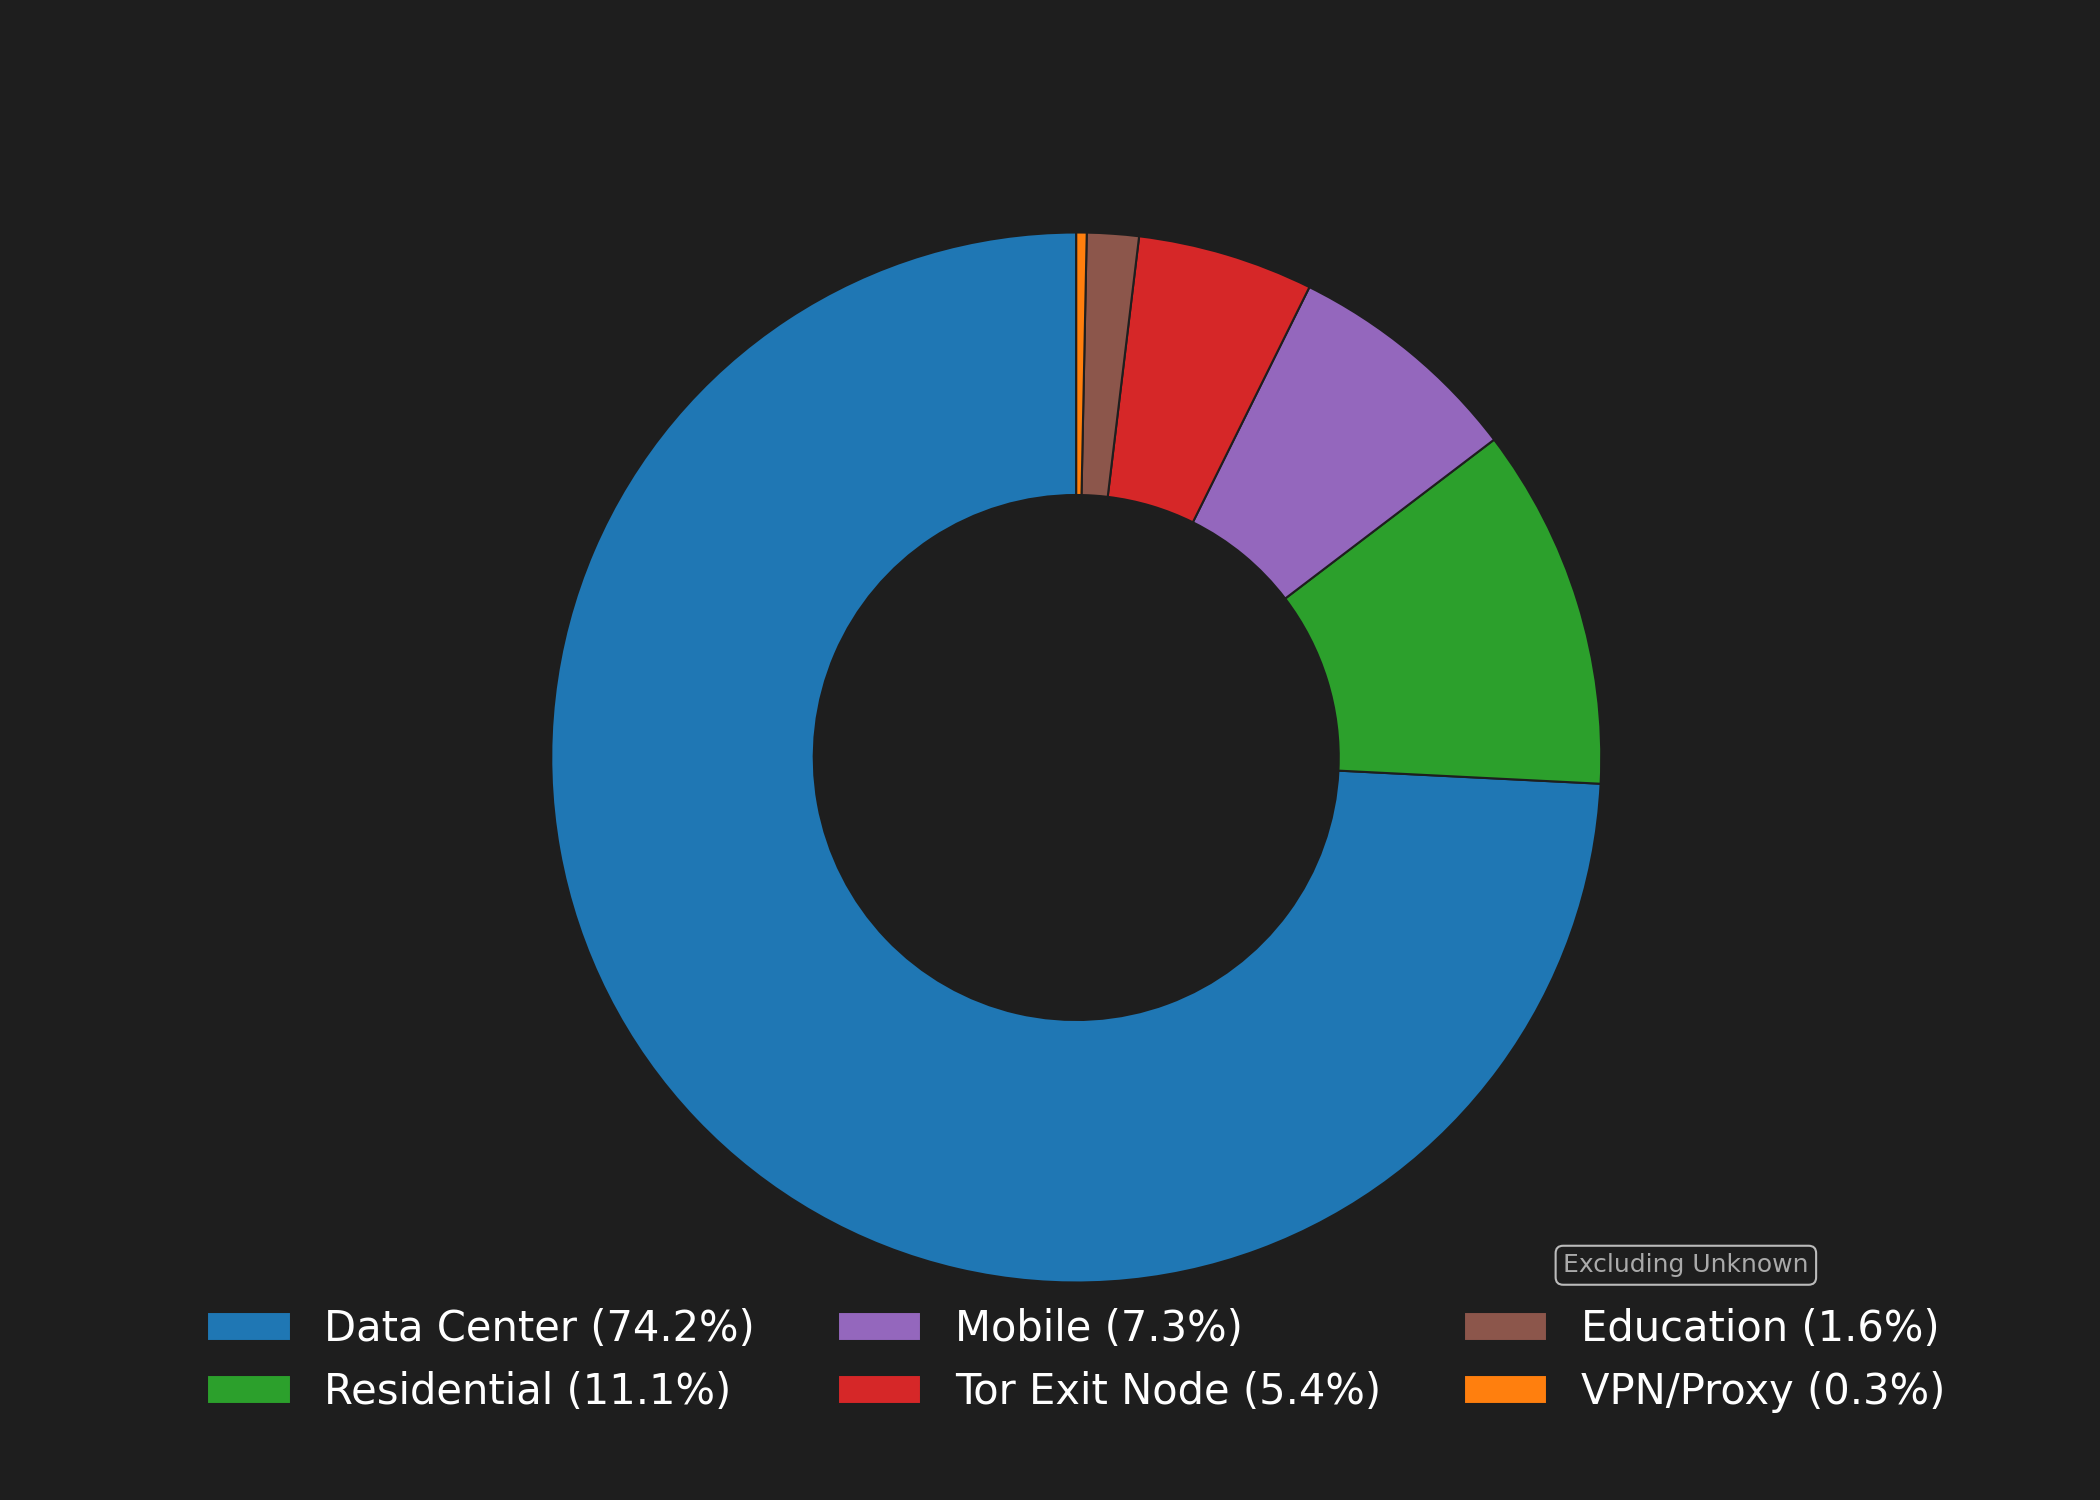 Excluding Unknown
Data Center (74.2%)
Residential (11.1%)
Mobile (7.3%)
Tor Exit Node (5.4%)
Education (1.6%)
VPN/Proxy (0.3%)